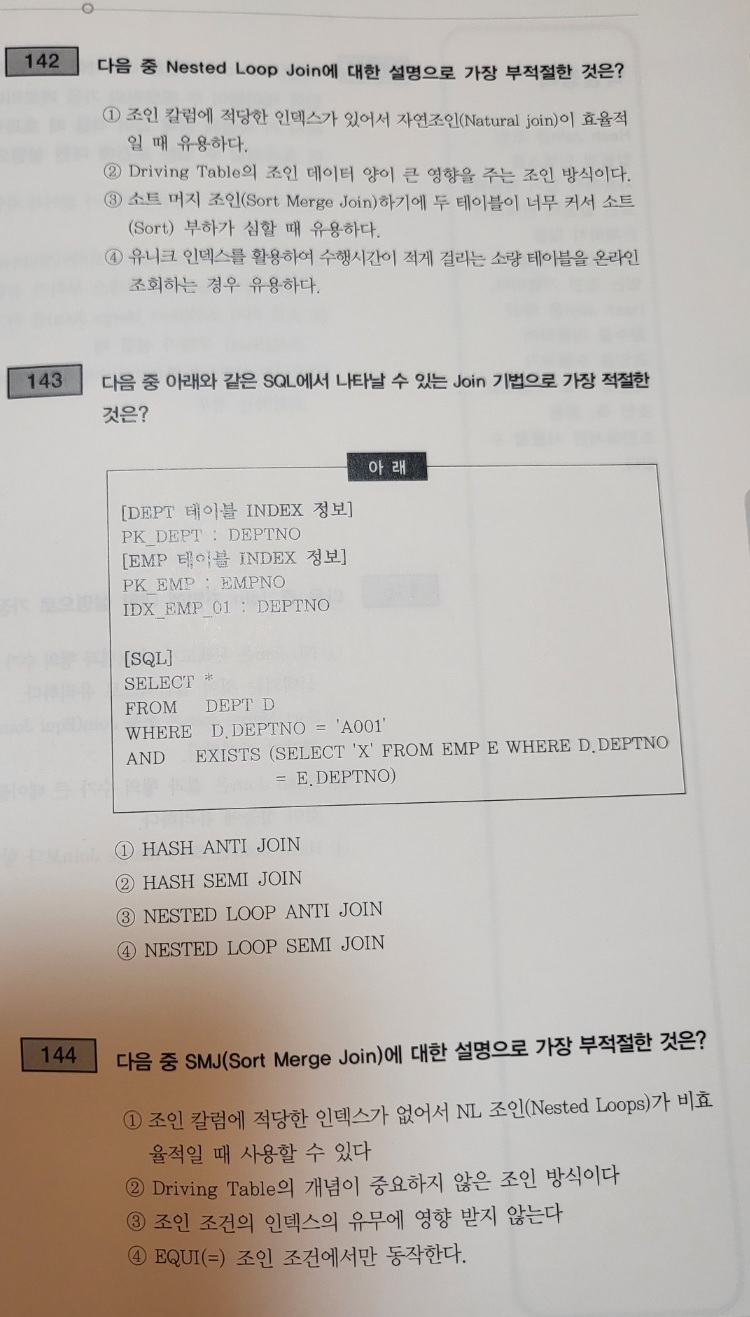 142 다음 중 Nested Loop Join에 대한 설명으로 가장 부적절한 것은?
① 조인 칼럼에 적당한 인덱스가 있어서 자연조인(Natural join)이 효율적
일 때 유용하다.
② Driving Table의 조인 데이터 양이 큰 영향을 주는 조인 방식이다.
③ 소트 머지 조인(Sort Merge Join)하기에 두 테이블이 너무 커서 소트
(Sort) 부하가 심할 때 유용하다.
④ 유니크 인덱스를 활용하여 수행시간이 적게 걸리는 소량 테이블을 온라인
조회하는 경우 유용하다.
143 다음 중 아래와 같은 SQL에서 나타날 수 있는 Join 기법으로 가장 적절한
것은?
아 래
[DEPT 테이블 INDEX 정보]
PK_DEPT : DEPTNO
[EMP 테이블 INDEX 정보]
PK_EMP : EMPNO
IDX_EMP_01 : DEPTNO
[SQL]
SELECT *
FROM DEPT D
WHERE D.DEPTNO = 'A001'
AND EXISTS (SELECT 'X' FROM EMP E WHERE D.DEPTNO
= E.DEPTNO)
① HASH ANTI JOIN
② HASH SEMI JOIN
③ NESTED LOOP ANTI JOIN
④ NESTED LOOP SEMI JOIN
144 다음 중 SMJ(Sort Merge Join)에 대한 설명으로 가장 부적절한 것은?
① 조인 칼럼에 적당한 인덱스가 없어서 NL 조인(Nested Loops)가 비효
율적일 때 사용할 수 있다
② Driving Table의 개념이 중요하지 않은 조인 방식이다
③ 조인 조건의 인덱스의 유무에 영향 받지 않는다
④ EQUI(=) 조인 조건에서만 동작한다.